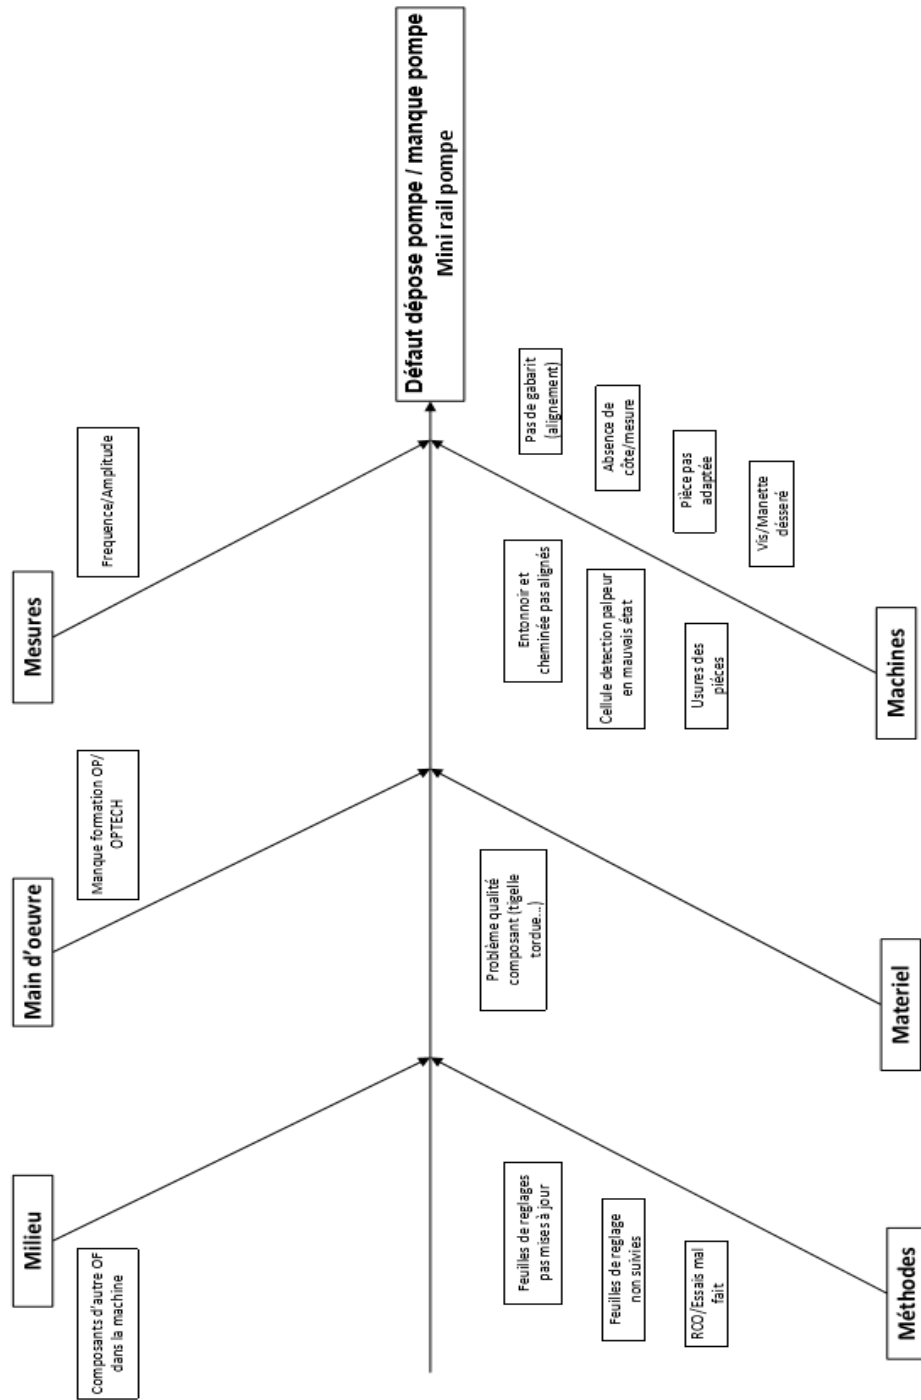 Milieu
Main d'oeuvre
Mesures
Composants d'autre OF
dans la machine
Manque formation OP/
OPTECH
Frequence/Amplitude
Défaut dépose pompe / manque pompe
Mini rail pompe
Feuilles de reglages
pas mises à jour
Feuilles de reglage
non suivies
RCO/Essais mal
fait
Problème qualité
composant (tigelle
tordue...)
Entonnoir et
cheminée pas alignés
Cellule detection palpeur
en mauvais état
Usures des
piéces
Pas de gabarit
(alignement)
Absence de
côte/mesure
Pièce pas
adaptée
Vis/Manette
désseré
Méthodes
Materiel
Machines